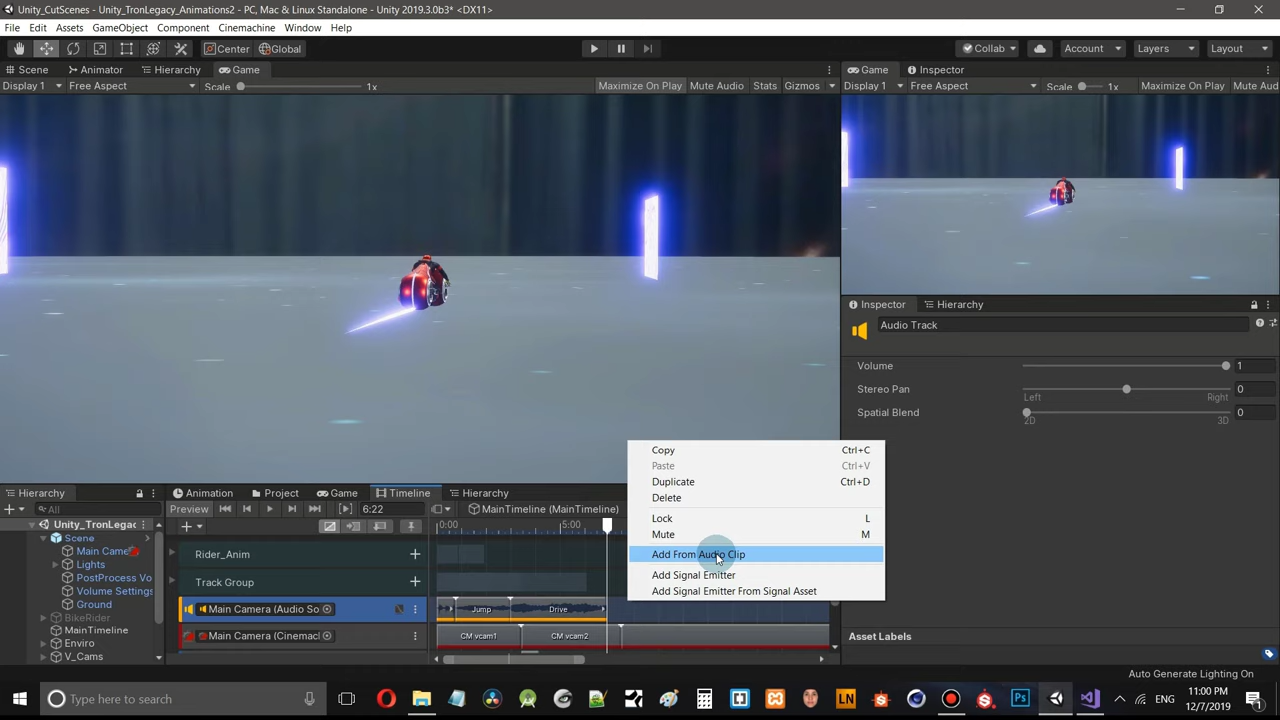 Unity_CutScenes - Unity_TronLegacy_Animations2 - PC, Mac & Linux Standalone - Unity 2019.3.0b3* <DX11>
File Edit Assets GameObject Component Cinemachine Window Help
Center Global Collab Account Layers Layout
Scene Animator Hierarchy Game Game Inspector
Display 1 Free Aspect Scale 1x Maximize On Play Mute Audio Stats Gizmos Display 1 Free Aspect Scale 1x Maximize On Play Mute Aud
Inspector Hierarchy
Audio Track
Volume 1
Stereo Pan 0
Left Right
Spatial Blend 0
2D 3D
Copy Ctrl+C
Paste Ctrl+V
Duplicate Ctrl+D
Delete
Lock L
Mute M
Add From Audio Clip
Add Signal Emitter
Add Signal Emitter From Signal Asset
Hierarchy Animation Project Game Timeline Hierarchy
All Preview 6:22 MainTimeline (MainTimeline)
Unity_TronLegac 0:00 5:00
Scene
Main Came
Lights
PostProcess Vo
Volume Settings
Ground
BikeRider
MainTimeline
Enviro
V_Cams
Rider_Anim
Track Group
Main Camera (Audio So Jump Drive
Main Camera (Cinemacl CM vcam1 CM vcam2
Asset Labels
Auto Generate Lighting On
Type here to search LN Ps ENG 11:00 PM
12/7/2019 1